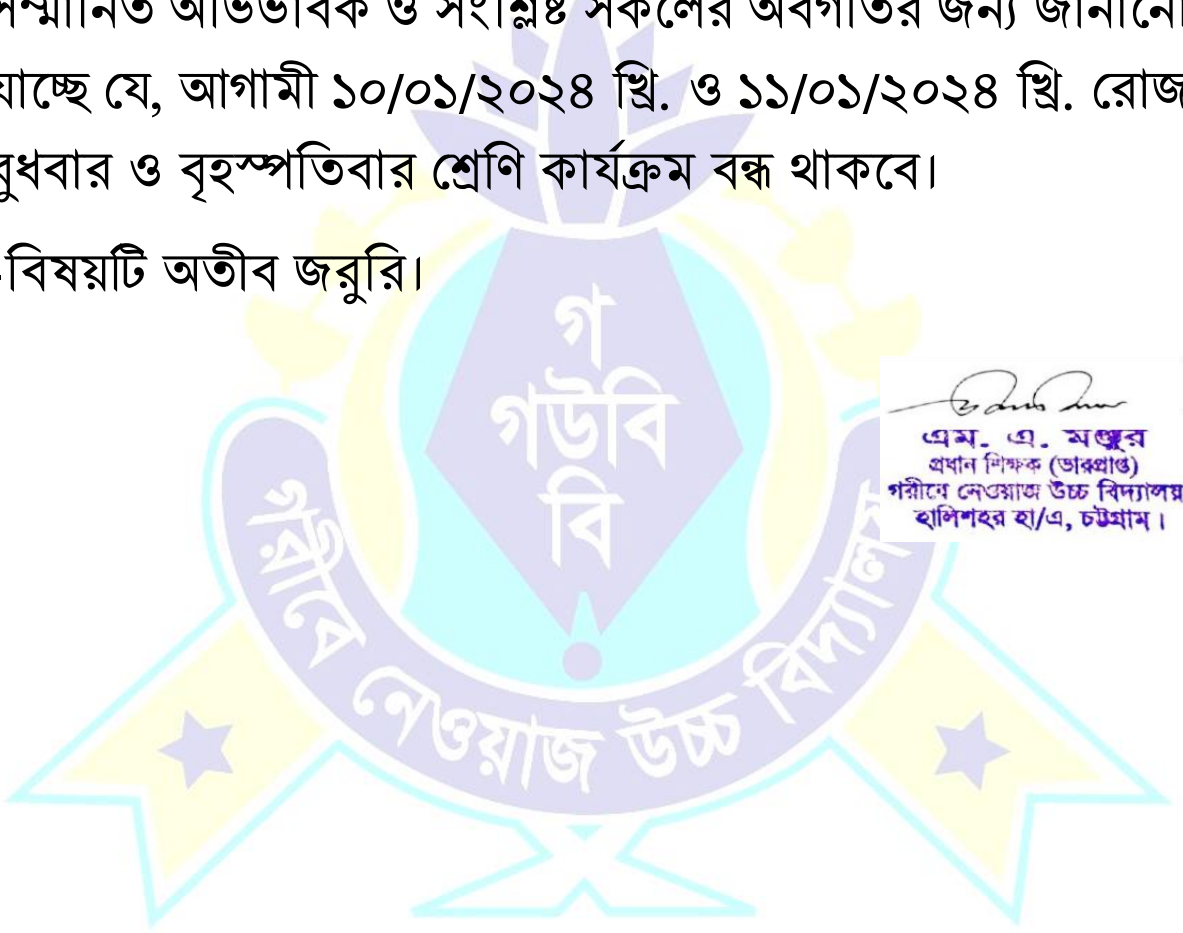 সম্মানিত অভিভাবক ও সংশ্লিষ্ট সকলের অবগতির জন্য জানানো
যাচ্ছে যে, আগামী ১০/০১/২০২৪ খ্রি. ও ১১/০১/২০২৪ খ্রি. রোজ
বুধবার ও বৃহস্পতিবার শ্রেণি কার্যক্রম বন্ধ থাকবে।
-বিষয়টি অতীব জরুরি।
গ
গউবি
বি
গরীবে নেওয়াজ উচ্চ বিদ্যালয়
এম. এ. মঞ্জুর
প্রধান শিক্ষক (ভারপ্রাপ্ত)
গরীবে নেওয়াজ উচ্চ বিদ্যালয়
হালিশহর হা/এ, চট্টগ্রাম।